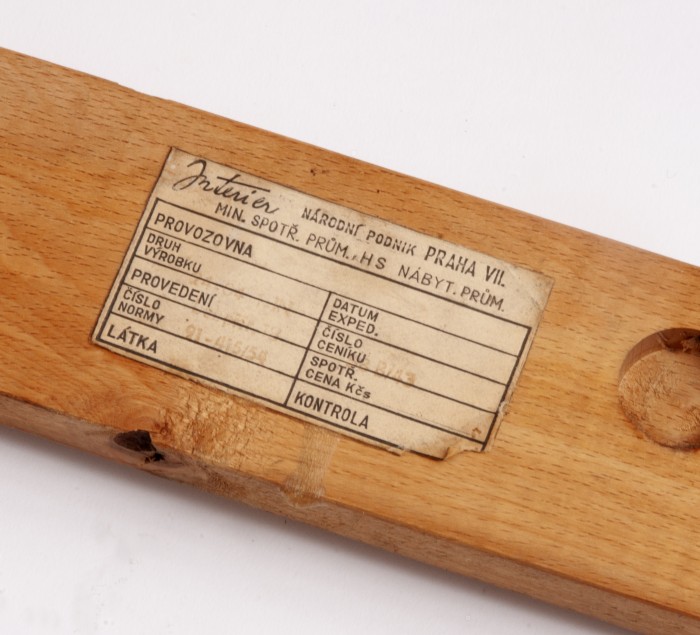 Interier NÁRODNÍ PODNIK PRAHA VII.
MIN. SPOTŘ. PRŮM. HS NÁBYT. PRŮM.
PROVOZOVNA
DRUH
VÝROBKU
PROVEDENÍ
ČÍSLO
NORMY
LÁTKA
DATUM
EXPED.
ČÍSLO
CENÍKU
SPOTŘ.
CENA Kčs
KONTROLA